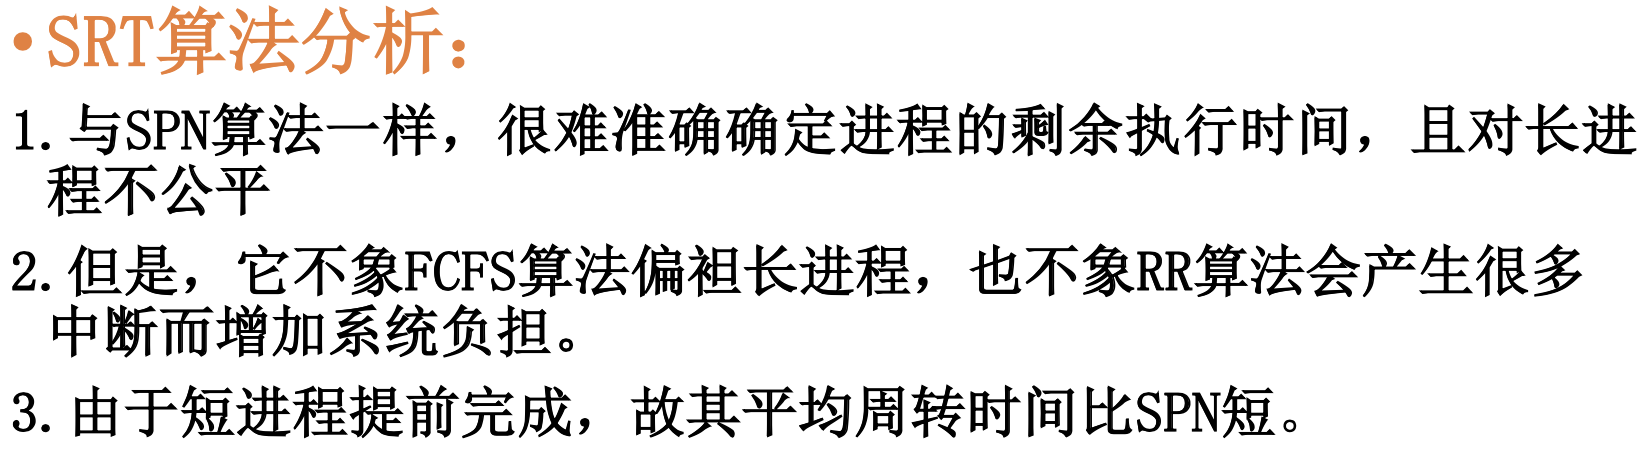 •SRT算法分析：
1.与SPN算法一样，很难准确确定进程的剩余执行时间，且对长进
程不公平
2.但是，它不象FCFS算法偏袒长进程，也不象RR算法会产生很多
中断而增加系统负担。
3.由于短进程提前完成，故其平均周转时间比SPN短。